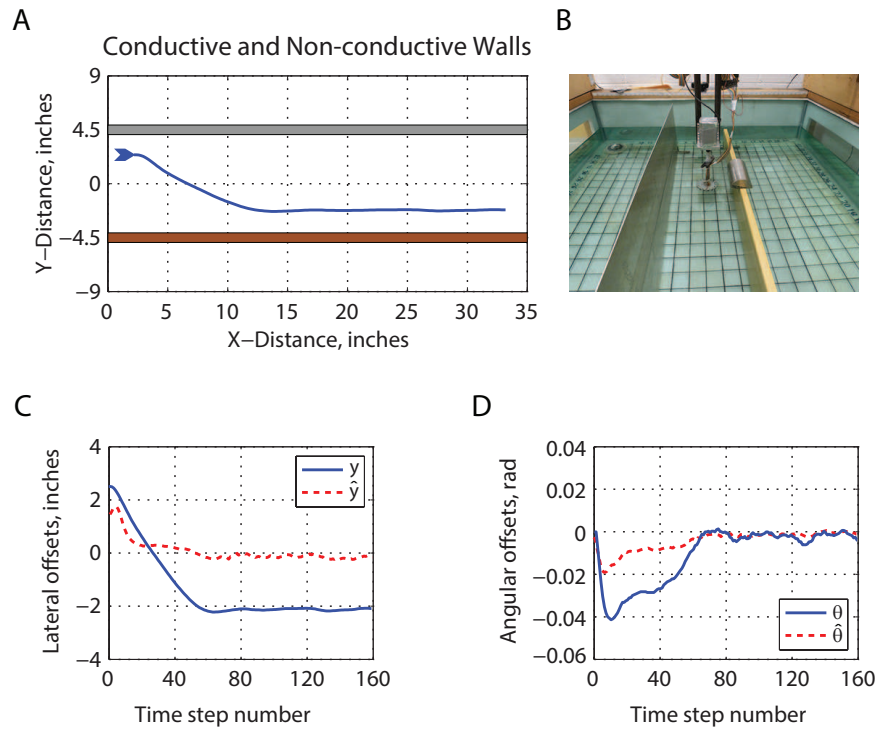 A
Conductive and Non-conductive Walls
9
4.5
0
−4.5
−9
Y−Distance, inches
0
5
10
15
20
25
30
35
X−Distance, inches
B
C
4
2
0
−2
−4
Lateral offsets, inches
y
ŷ
0
40
80
120
160
Time step number
D
0.04
0.02
0
−0.02
−0.04
−0.06
Angular offsets, rad
θ
θ̂
0
40
80
120
160
Time step number